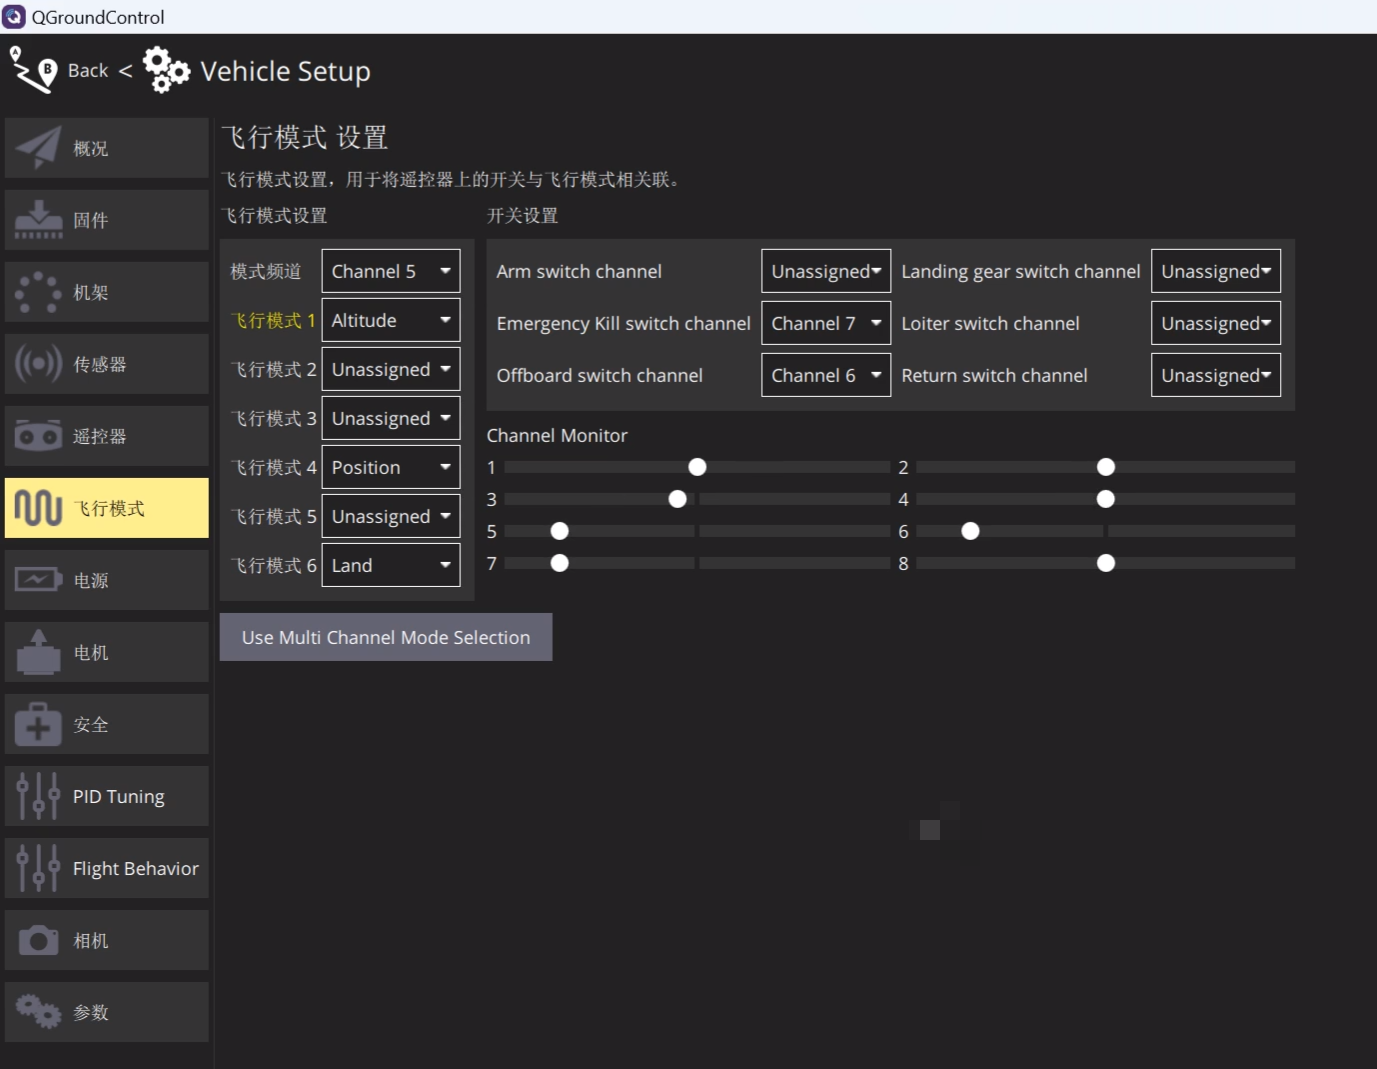 QGroundControl
Back < Vehicle Setup
概况
固件
机架
传感器
遥控器
飞行模式
电源
电机
安全
PID Tuning
Flight Behavior
相机
参数
飞行模式 设置
飞行模式设置，用于将遥控器上的开关与飞行模式相关联。
飞行模式设置
模式频道 Channel 5
飞行模式 1 Altitude
飞行模式 2 Unassigned
飞行模式 3 Unassigned
飞行模式 4 Position
飞行模式 5 Unassigned
飞行模式 6 Land
Use Multi Channel Mode Selection
开关设置
Arm switch channel Unassigned Landing gear switch channel Unassigned
Emergency Kill switch channel Channel 7 Loiter switch channel Unassigned
Offboard switch channel Channel 6 Return switch channel Unassigned
Channel Monitor
1 2
3 4
5 6
7 8